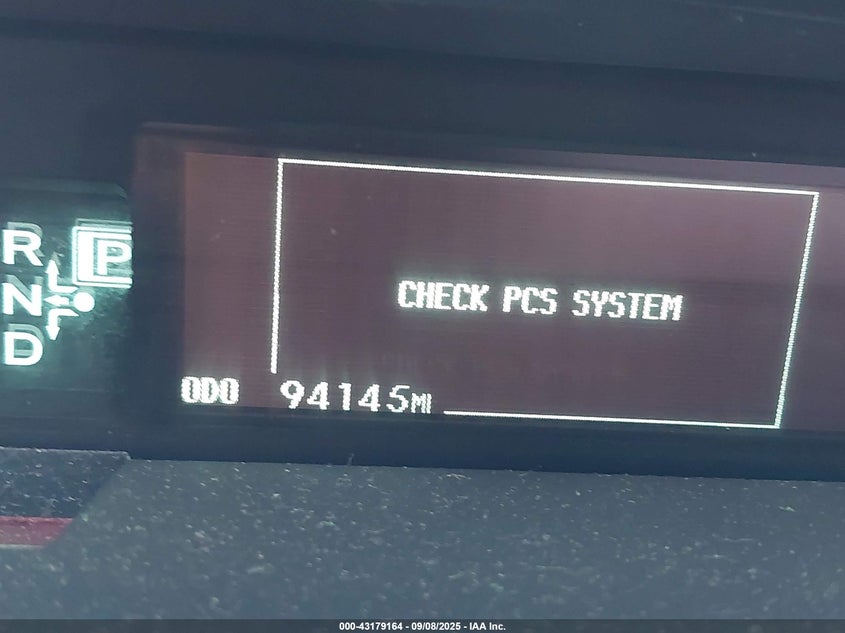 R
P
N
D
CHECK PCS SYSTEM
ODO 94145MI
000-43179164 - 09/08/2025 - IAA Inc.